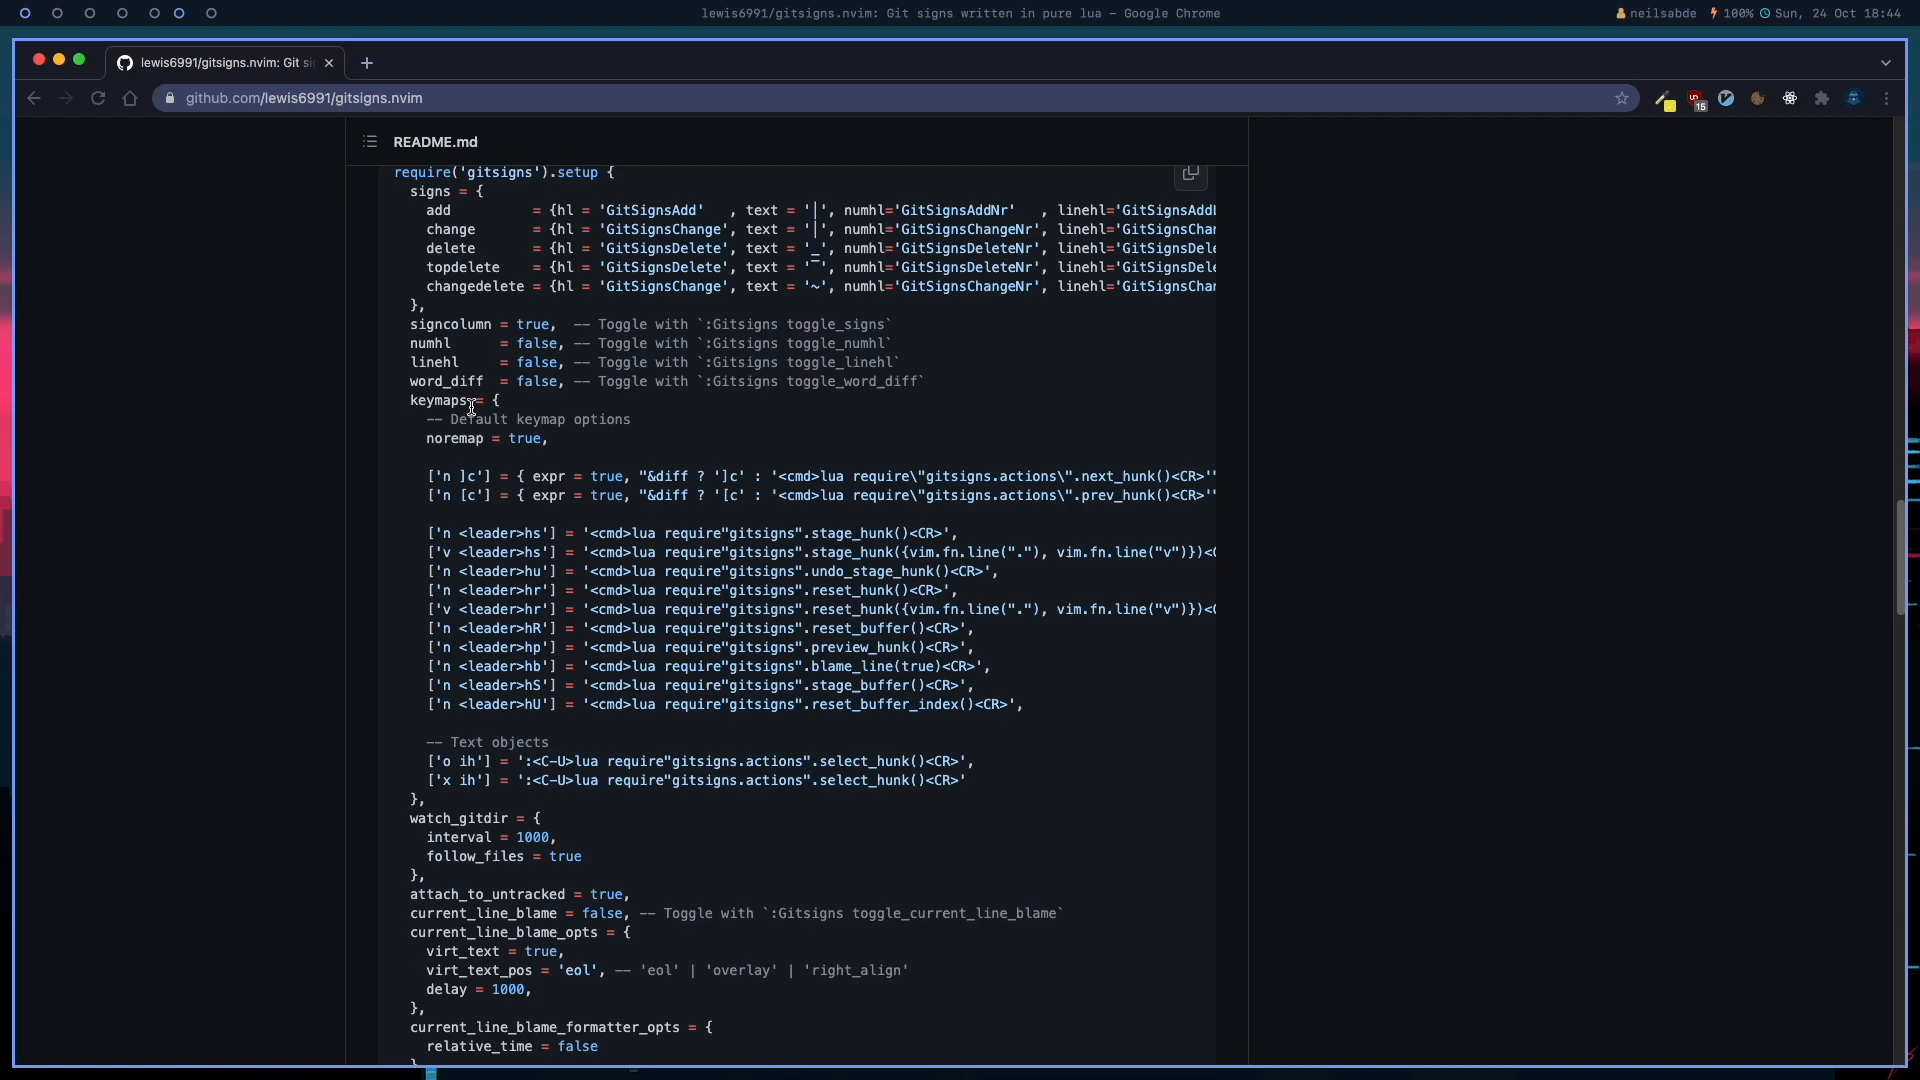 lewis6991/gitsigns.nvim: Git signs written in pure lua – Google Chrome
neilsabde 100% Sun, 24 Oct 18:44
lewis6991/gitsigns.nvim: Git si
github.com/lewis6991/gitsigns.nvim
15
README.md
require('gitsigns').setup {
  signs = {
    add          = {hl = 'GitSignsAdd'   , text = '│', numhl='GitSignsAddNr'   , linehl='GitSignsAddL
    change       = {hl = 'GitSignsChange', text = '│', numhl='GitSignsChangeNr', linehl='GitSignsChan
    delete       = {hl = 'GitSignsDelete', text = '_', numhl='GitSignsDeleteNr', linehl='GitSignsDele
    topdelete    = {hl = 'GitSignsDelete', text = '‾', numhl='GitSignsDeleteNr', linehl='GitSignsDele
    changedelete = {hl = 'GitSignsChange', text = '~', numhl='GitSignsChangeNr', linehl='GitSignsChan
  },
  signcolumn = true,  -- Toggle with `:Gitsigns toggle_signs`
  numhl      = false, -- Toggle with `:Gitsigns toggle_numhl`
  linehl     = false, -- Toggle with `:Gitsigns toggle_linehl`
  word_diff  = false, -- Toggle with `:Gitsigns toggle_word_diff`
  keymaps = {
    -- Default keymap options
    noremap = true,

    ['n ]c'] = { expr = true, "&diff ? ']c' : '<cmd>lua require\"gitsigns.actions\".next_hunk()<CR>'"
    ['n [c'] = { expr = true, "&diff ? '[c' : '<cmd>lua require\"gitsigns.actions\".prev_hunk()<CR>'"

    ['n <leader>hs'] = '<cmd>lua require"gitsigns".stage_hunk()<CR>',
    ['v <leader>hs'] = '<cmd>lua require"gitsigns".stage_hunk({vim.fn.line("."), vim.fn.line("v")})<C
    ['n <leader>hu'] = '<cmd>lua require"gitsigns".undo_stage_hunk()<CR>',
    ['n <leader>hr'] = '<cmd>lua require"gitsigns".reset_hunk()<CR>',
    ['v <leader>hr'] = '<cmd>lua require"gitsigns".reset_hunk({vim.fn.line("."), vim.fn.line("v")})<C
    ['n <leader>hR'] = '<cmd>lua require"gitsigns".reset_buffer()<CR>',
    ['n <leader>hp'] = '<cmd>lua require"gitsigns".preview_hunk()<CR>',
    ['n <leader>hb'] = '<cmd>lua require"gitsigns".blame_line(true)<CR>',
    ['n <leader>hS'] = '<cmd>lua require"gitsigns".stage_buffer()<CR>',
    ['n <leader>hU'] = '<cmd>lua require"gitsigns".reset_buffer_index()<CR>',

    -- Text objects
    ['o ih'] = ':<C-U>lua require"gitsigns.actions".select_hunk()<CR>',
    ['x ih'] = ':<C-U>lua require"gitsigns.actions".select_hunk()<CR>'
  },
  watch_gitdir = {
    interval = 1000,
    follow_files = true
  },
  attach_to_untracked = true,
  current_line_blame = false, -- Toggle with `:Gitsigns toggle_current_line_blame`
  current_line_blame_opts = {
    virt_text = true,
    virt_text_pos = 'eol', -- 'eol' | 'overlay' | 'right_align'
    delay = 1000,
  },
  current_line_blame_formatter_opts = {
    relative_time = false